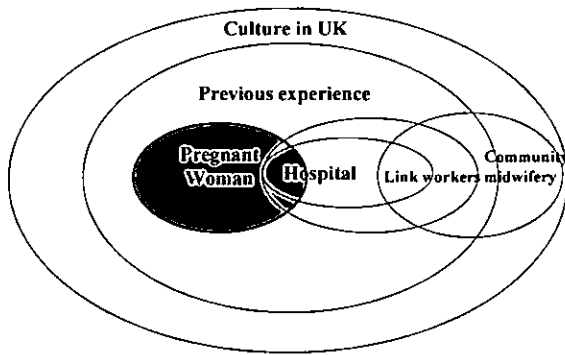 Culture in UK
Previous experience
Pregnant
Woman
Hospital
Community
Link workers midwifery